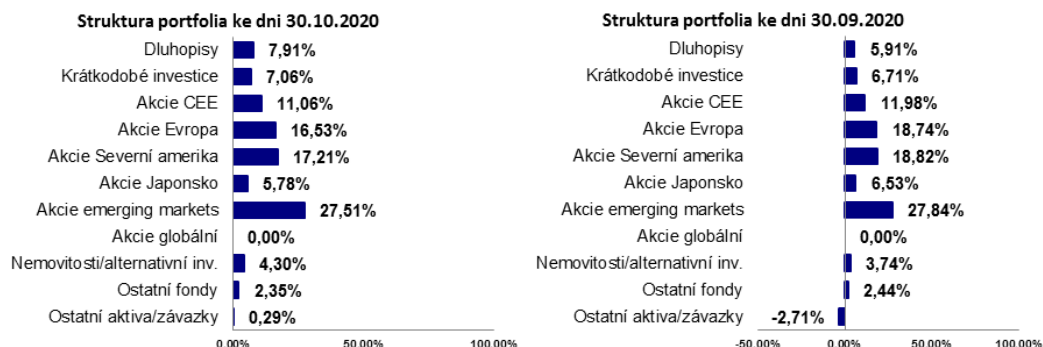 Struktura portfolia ke dni 30.10.2020
Dluhopisy 7,91%
Krátkodobé investice 7,06%
Akcie CEE 11,06%
Akcie Evropa 16,53%
Akcie Severní amerika 17,21%
Akcie Japonsko 5,78%
Akcie emerging markets 27,51%
Akcie globální 0,00%
Nemovitosti/alternativní inv. 4,30%
Ostatní fondy 2,35%
Ostatní aktiva/závazky 0,29%
0.00% 50.00% 100.00%
Struktura portfolia ke dni 30.09.2020
Dluhopisy 5,91%
Krátkodobé investice 6,71%
Akcie CEE 11,98%
Akcie Evropa 18,74%
Akcie Severní amerika 18,82%
Akcie Japonsko 6,53%
Akcie emerging markets 27,84%
Akcie globální 0,00%
Nemovitosti/alternativní inv. 3,74%
Ostatní fondy 2,44%
Ostatní aktiva/závazky -2,71%
-50.00% 0.00% 50.00% 100.00%